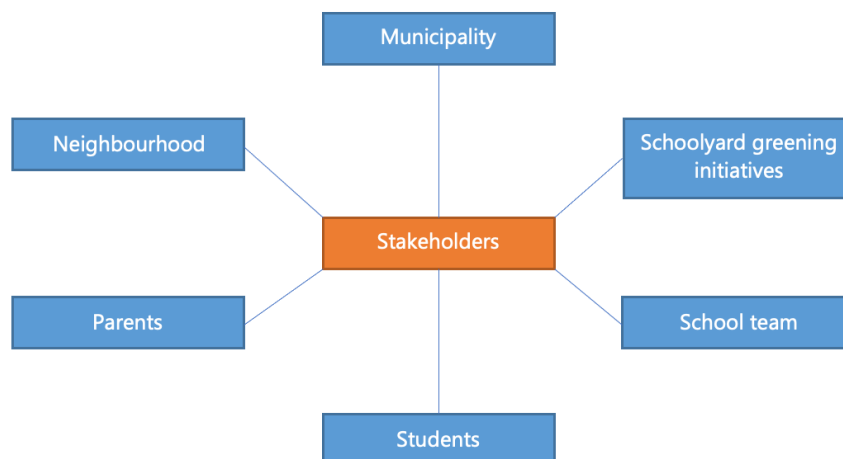 Municipality
Neighbourhood
Schoolyard greening
initiatives
Stakeholders
Parents
School team
Students